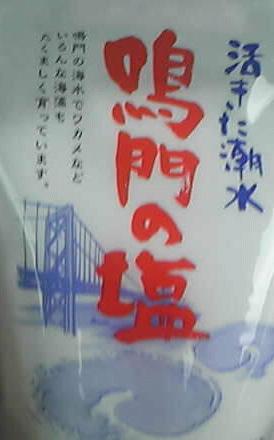 活きた潮水
鳴門の塩
鳴門の海水でワカメなど
いろんな海藻も
たくましく育っています。